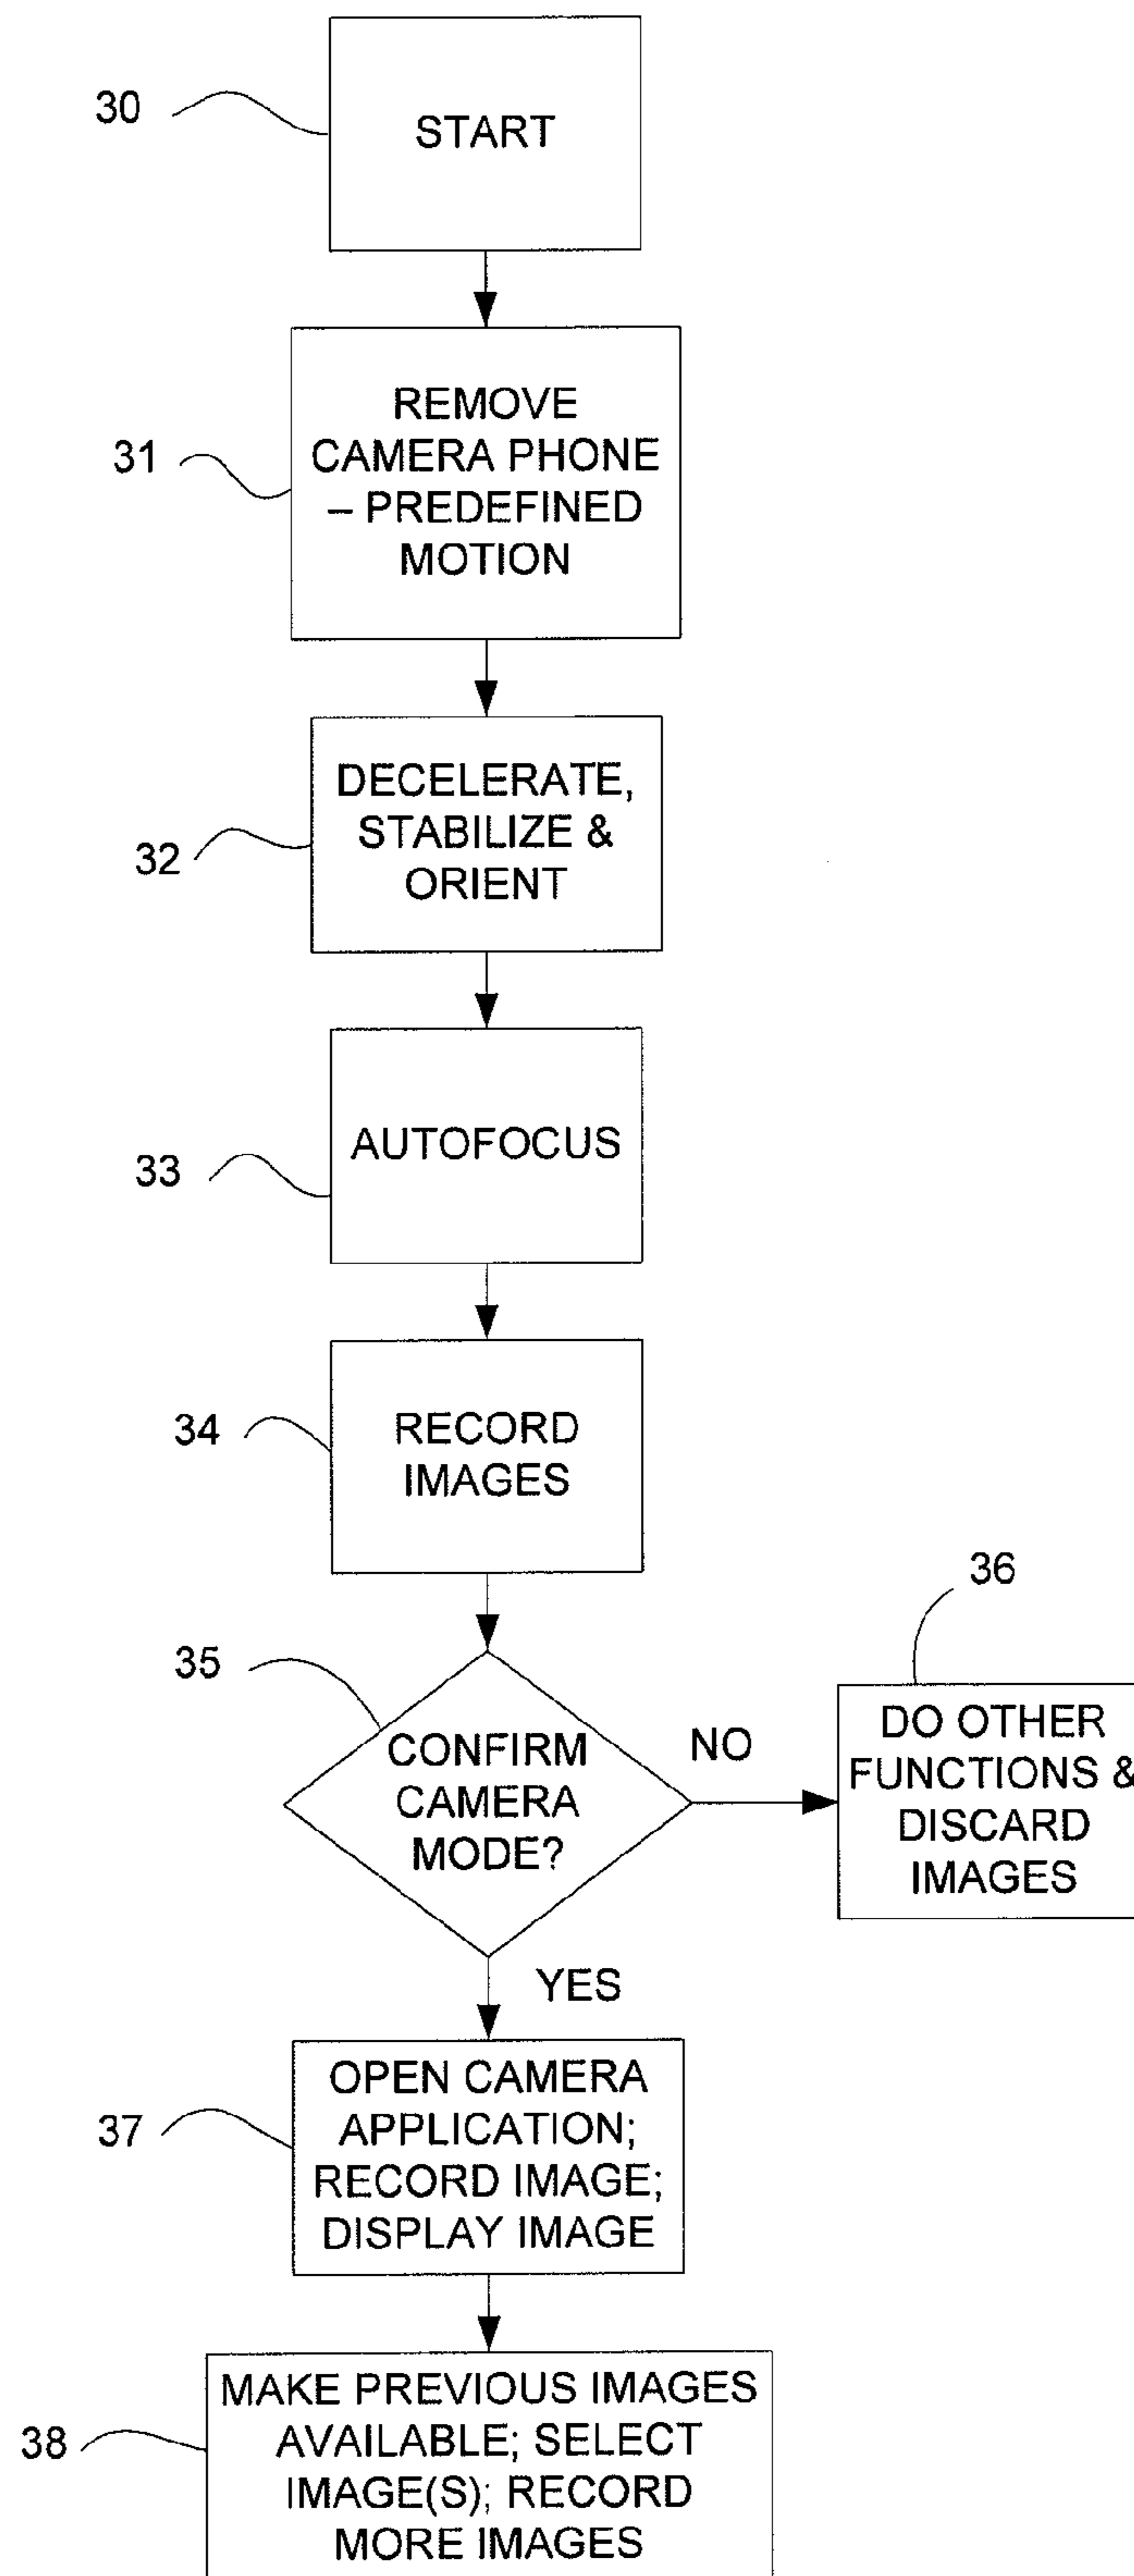 30
START
31
REMOVE
CAMERA PHONE
– PREDEFINED
MOTION
32
DECELERATE,
STABILIZE &
ORIENT
33
AUTOFOCUS
34
RECORD
IMAGES
35
CONFIRM
CAMERA
MODE?
NO
36
DO OTHER
FUNCTIONS &
DISCARD
IMAGES
YES
37
OPEN CAMERA
APPLICATION;
RECORD IMAGE;
DISPLAY IMAGE
38
MAKE PREVIOUS IMAGES
AVAILABLE; SELECT
IMAGE(S); RECORD
MORE IMAGES